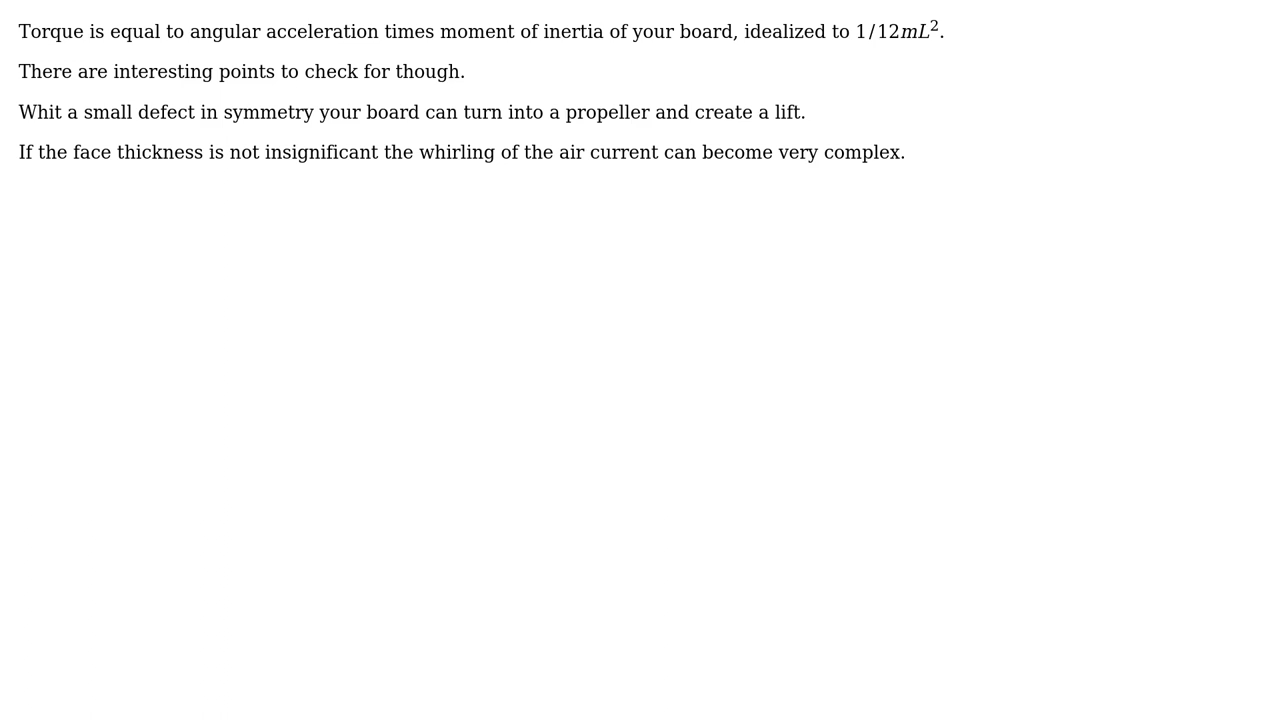 Torque is equal to angular acceleration times moment of inertia of your board, idealized to 1/12mL².
There are interesting points to check for though.
Whit a small defect in symmetry your board can turn into a propeller and create a lift.
If the face thickness is not insignificant the whirling of the air current can become very complex.